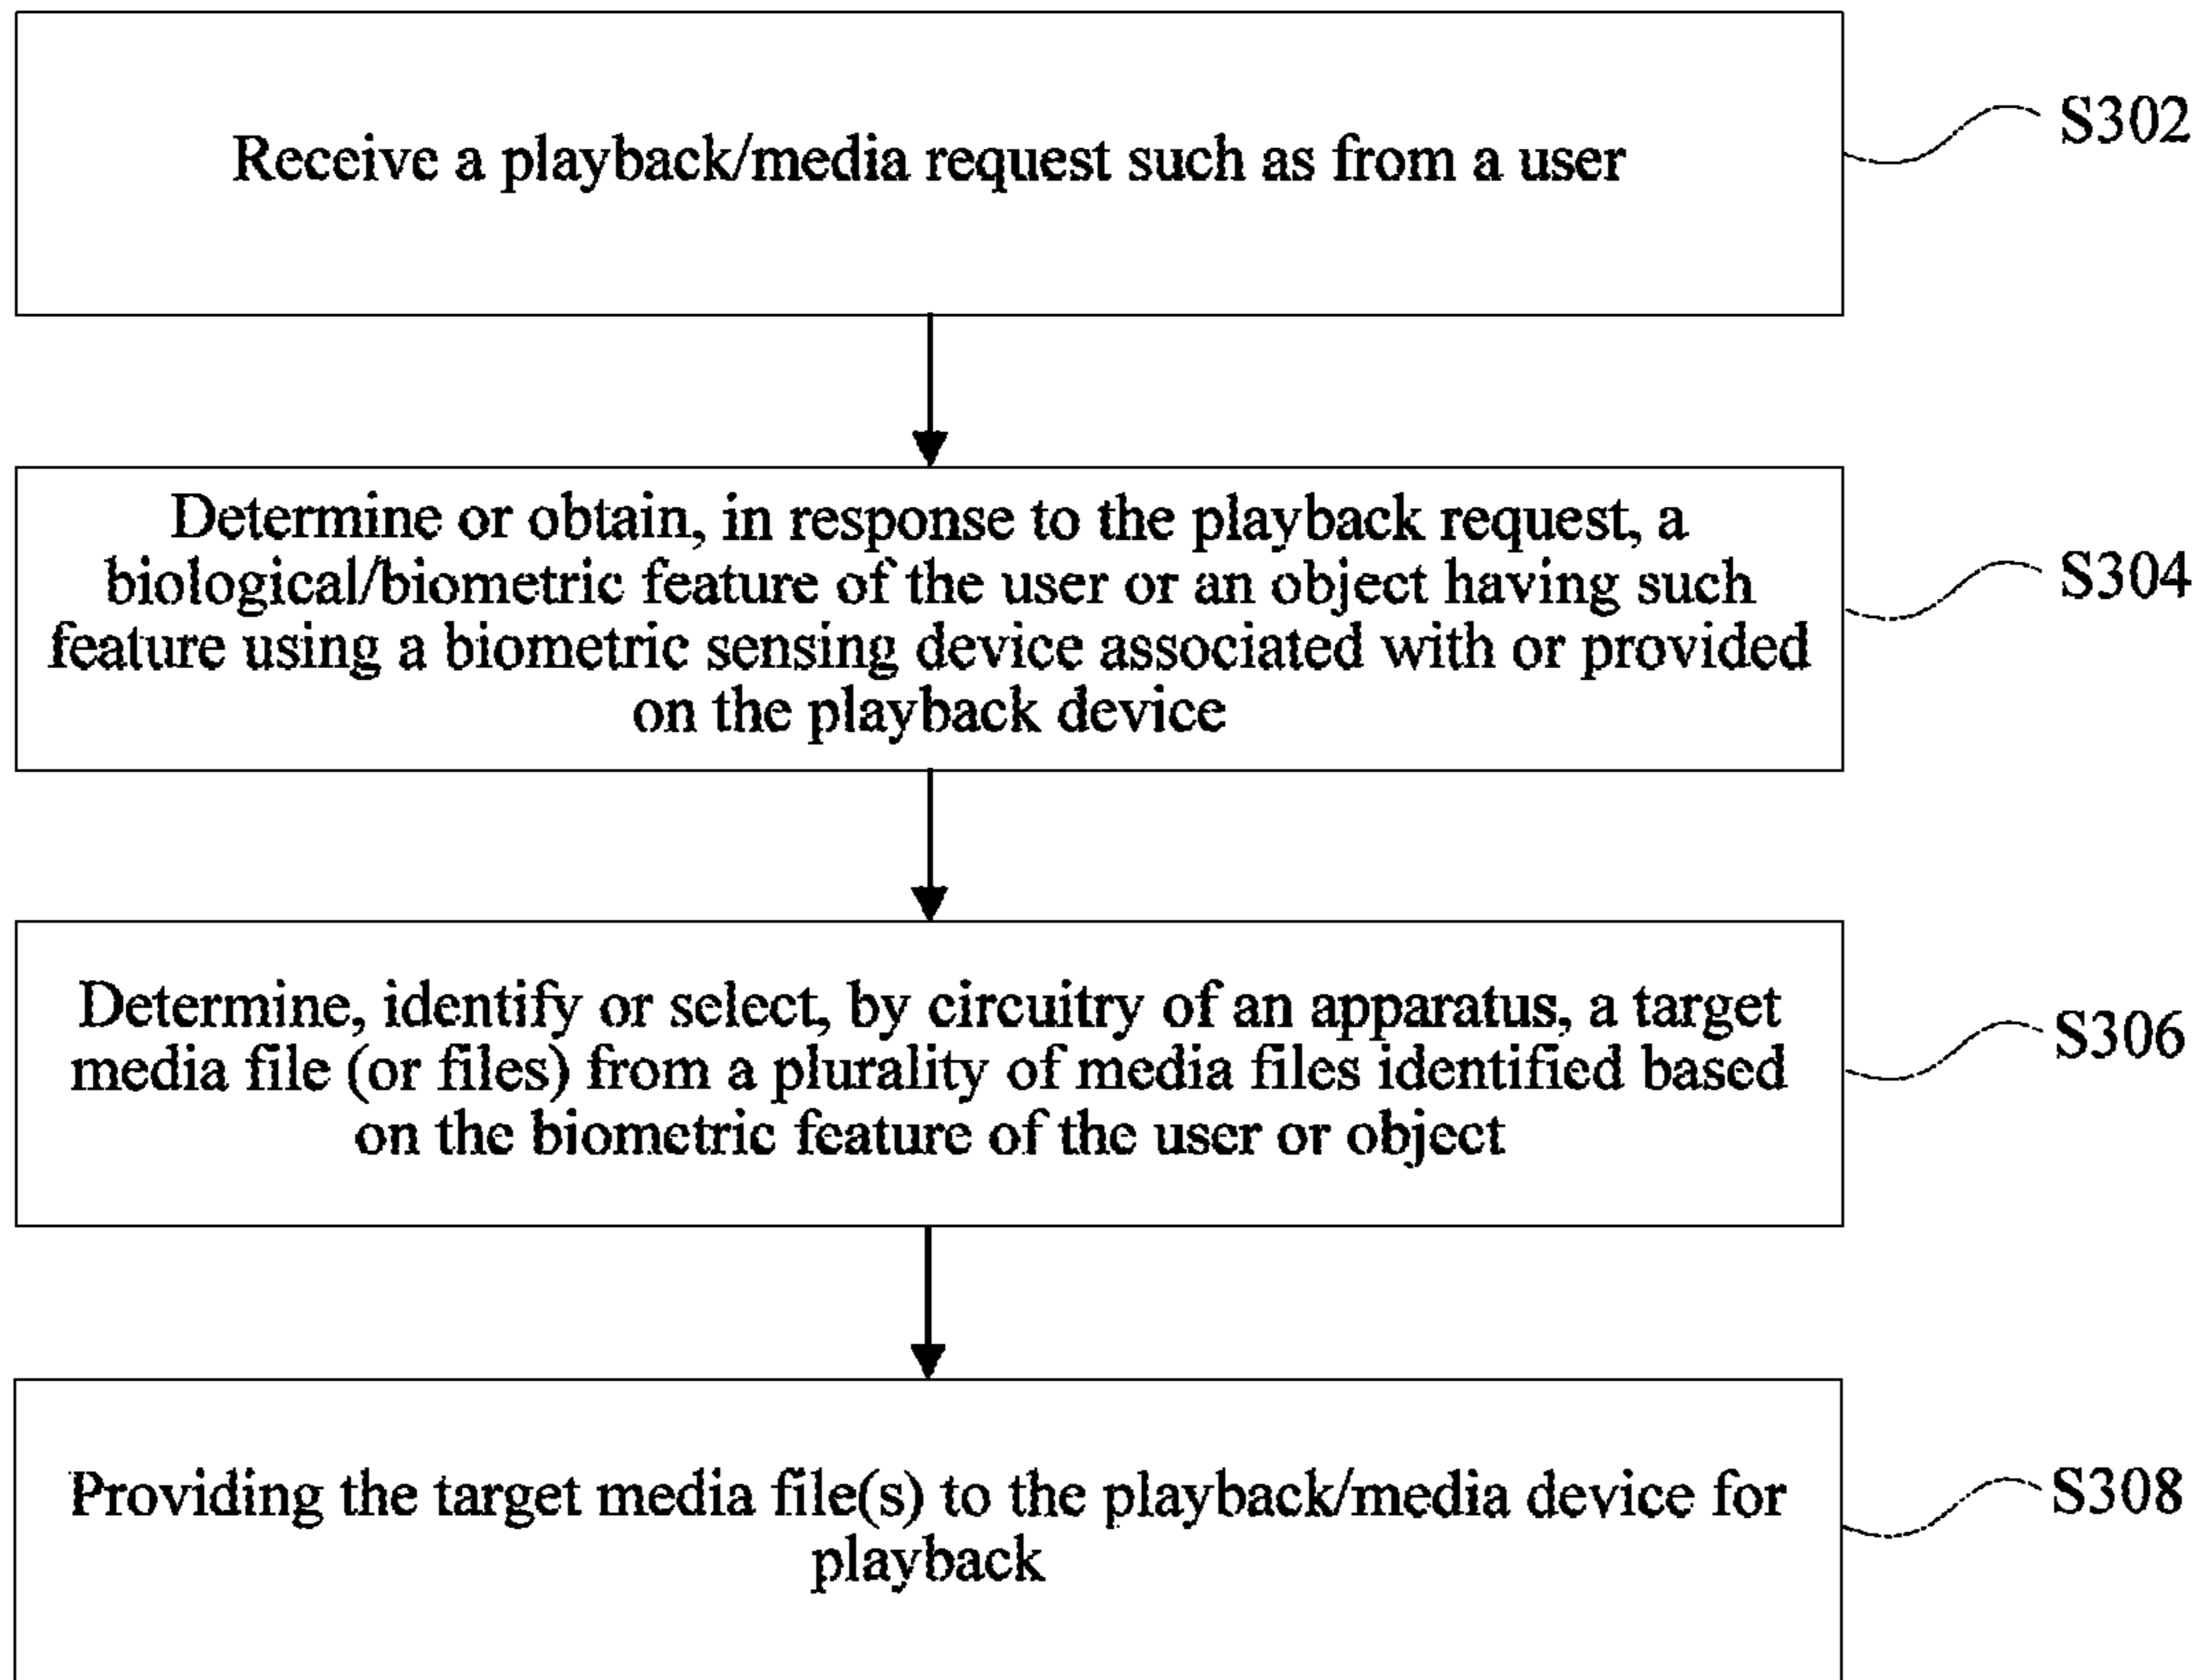 Receive a playback/media request such as from a user
S302
Determine or obtain, in response to the playback request, a
biological/biometric feature of the user or an object having such
feature using a biometric sensing device associated with or provided
on the playback device
S304
Determine, identify or select, by circuitry of an apparatus, a target
media file (or files) from a plurality of media files identified based
on the biometric feature of the user or object
S306
Providing the target media file(s) to the playback/media device for
playback
S308